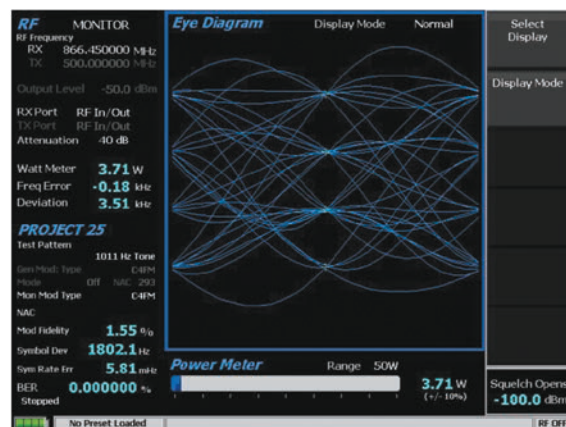 RF MONITOR
RF Frequency
RX 866.450000 MHz
TX 500.000000 MHz
Output Level -50.0 dBm
RX Port RF In/Out
TX Port RF In/Out
Attenuation 40 dB
Watt Meter 3.71 W
Freq Error -0.18 kHz
Deviation 3.51 kHz
PROJECT 25
Test Pattern
1011 Hz Tone
Gen Mod: Type C4FM
Mode Off NAC 293
Mon Mod Type C4FM
NAC
Mod Fidelity 1.55 %
Symbol Dev 1802.1 Hz
Sym Rate Err 5.81 mHz
BER 0.000000 %
Stopped
Eye Diagram Display Mode Normal
Power Meter Range 50W
3.71 W
(+/- 10%)
Select
Display
Display Mode
Squelch Opens
-100.0 dBm
No Preset Loaded
RF OFF